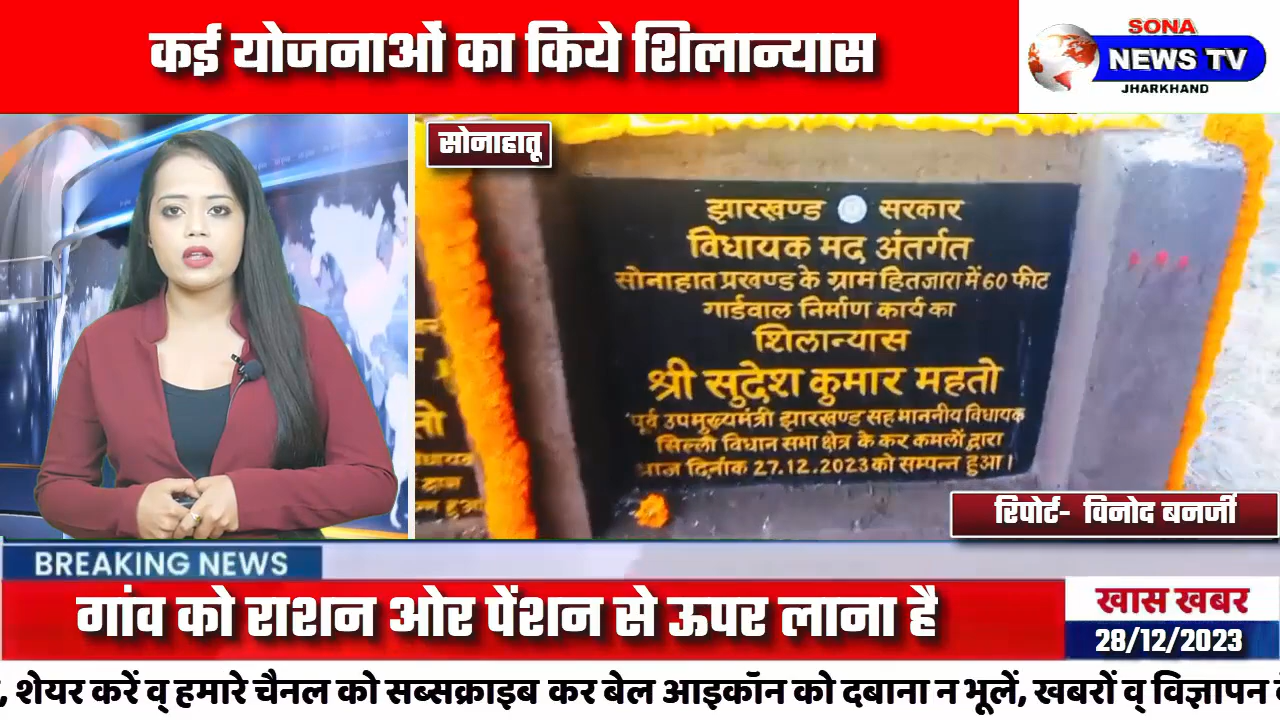 कई योजनाओं का किये शिलान्यास
SONA
NEWS TV
JHARKHAND
सोनाहातू
झारखण्ड सरकार
विधायक मद अंतर्गत
सोनाहात प्रखण्ड के ग्राम हितजारा में 60 फीट
गार्डवाल निर्माण कार्य का
शिलान्यास
श्री सुदेश कुमार महतो
पूर्व उपमुख्यमंत्री झारखण्ड सह माननीय विधायक
सिल्ली विधान सभा क्षेत्र के कर कमलों द्वारा
आज दिनांक 27.12.2023 को सम्पन्न हुआ।
रिपोर्ट- विनोद बनर्जी
BREAKING NEWS
गांव को राशन ओर पेंशन से ऊपर लाना है
खास खबर
28/12/2023
, शेयर करें व् हमारे चैनल को सब्सक्राइब कर बेल आइकॉन को दबाना न भूलें, खबरों व् विज्ञापन